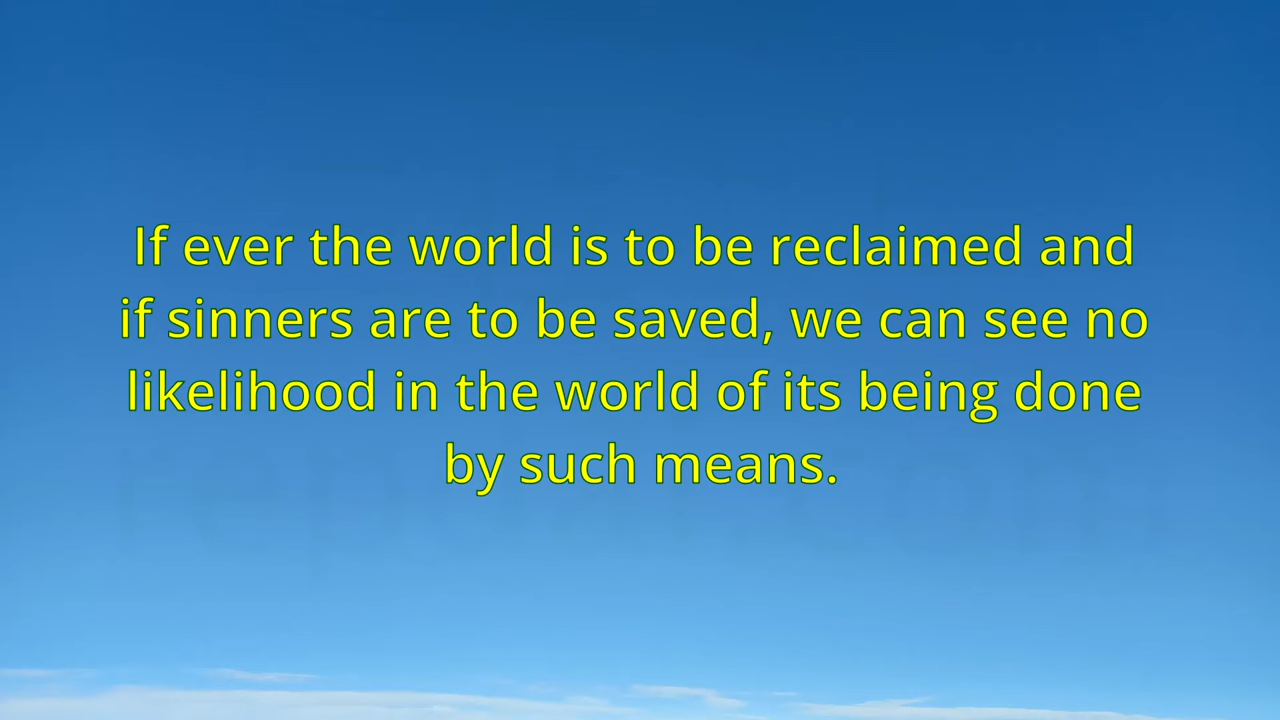 If ever the world is to be reclaimed and
if sinners are to be saved, we can see no
likelihood in the world of its being done
by such means.